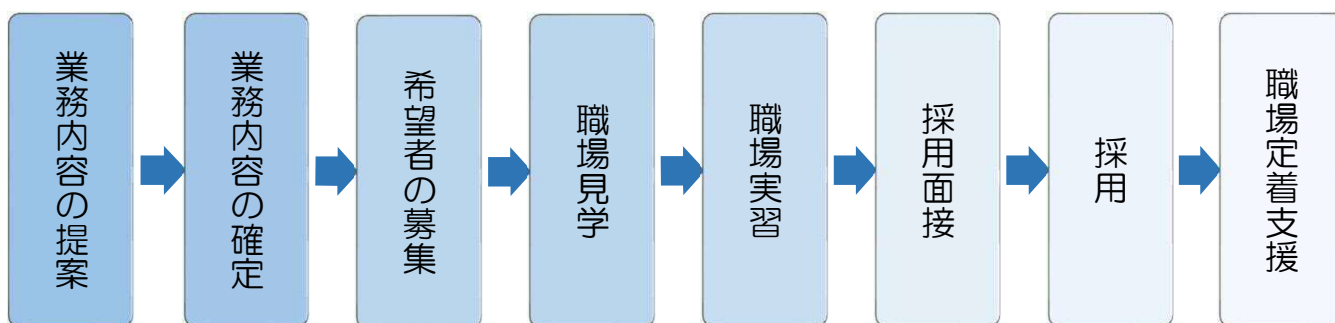 業務内容の提案
業務内容の確定
希望者の募集
職場見学
職場実習
採用面接
採用
職場定着支援